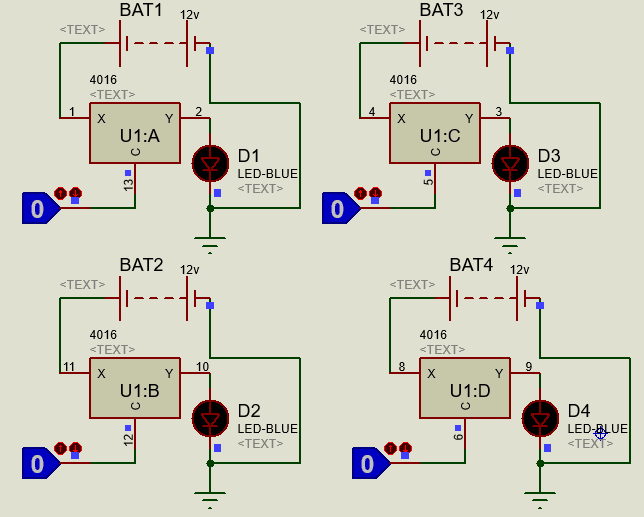 BAT1
12v
<TEXT>
4016
<TEXT>
1
X
Y
2
U1:A
C
13
0
D1
LED-BLUE
<TEXT>
BAT3
12v
<TEXT>
4016
<TEXT>
4
X
Y
3
U1:C
C
5
0
D3
LED-BLUE
<TEXT>
BAT2
12v
<TEXT>
4016
<TEXT>
11
X
Y
10
U1:B
C
12
0
D2
LED-BLUE
<TEXT>
BAT4
12v
<TEXT>
4016
<TEXT>
8
X
Y
9
U1:D
C
6
0
D4
LED-BLUE
<TEXT>